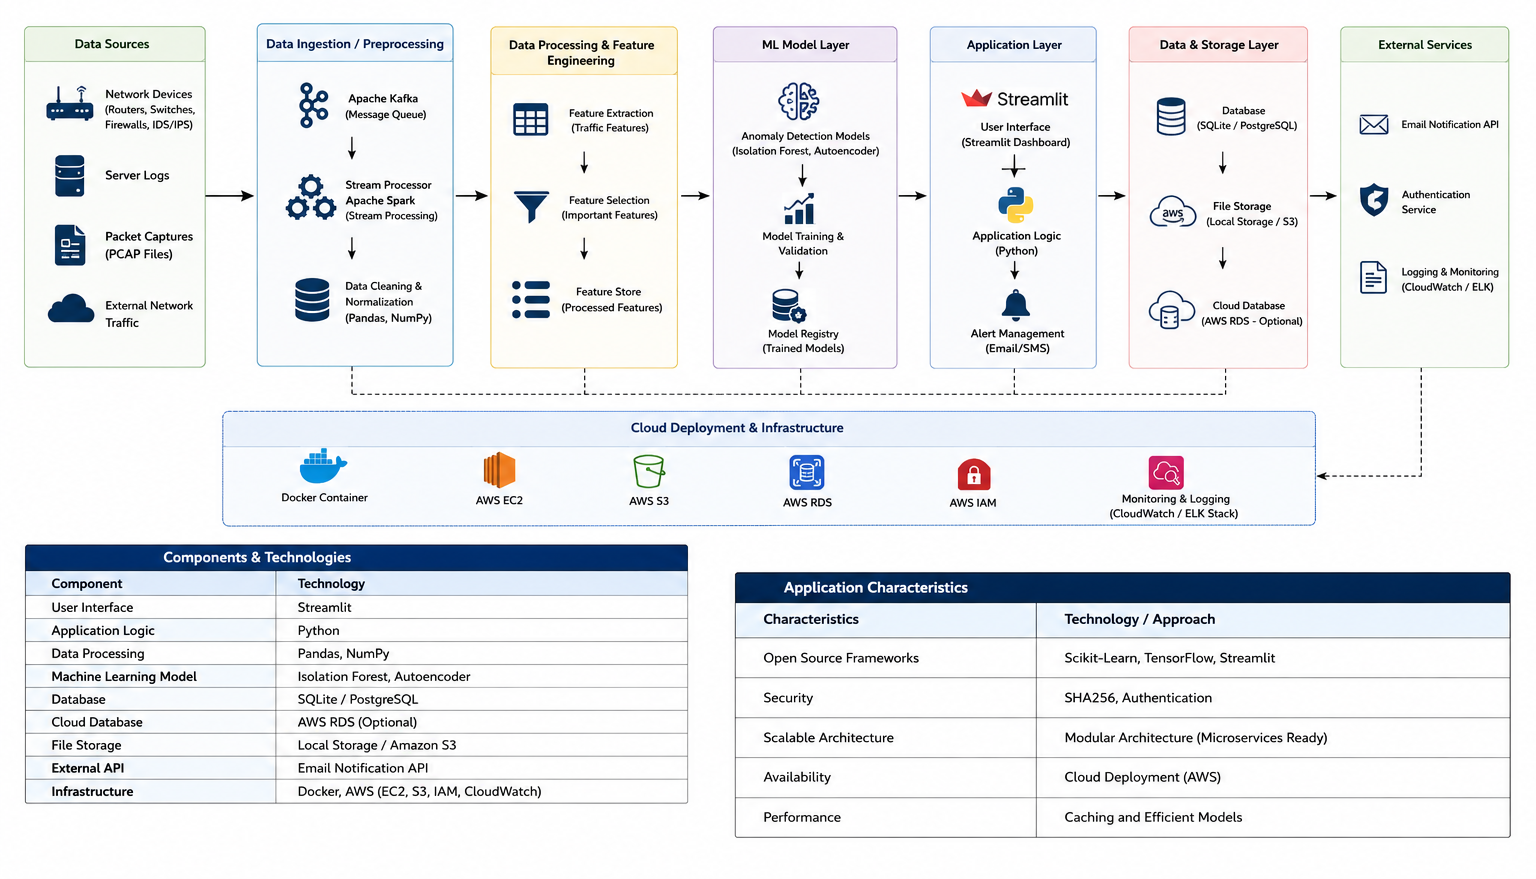 Data Sources
Network Devices
(Routers, Switches,
Firewalls, IDS/IPS)
Server Logs
Packet Captures
(PCAP Files)
External Network
Traffic
Data Ingestion / Preprocessing
Apache Kafka
(Message Queue)
Stream Processor
Apache Spark
(Stream Processing)
Data Cleaning &
Normalization
(Pandas, NumPy)
Data Processing & Feature
Engineering
Feature Extraction
(Traffic Features)
Feature Selection
(Important Features)
Feature Store
(Processed Features)
ML Model Layer
Anomaly Detection Models
(Isolation Forest, Autoencoder)
Model Training &
Validation
Model Registry
(Trained Models)
Application Layer
Streamlit
User Interface
(Streamlit Dashboard)
Application Logic
(Python)
Alert Management
(Email/SMS)
Data & Storage Layer
Database
(SQLite / PostgreSQL)
aws
File Storage
(Local Storage / S3)
Cloud Database
(AWS RDS - Optional)
External Services
Email Notification API
Authentication
Service
Logging & Monitoring
(CloudWatch / ELK)
Cloud Deployment & Infrastructure
Docker Container
AWS EC2
AWS S3
AWS RDS
AWS IAM
Monitoring & Logging
(CloudWatch / ELK Stack)
Components & Technologies
Component Technology
User Interface Streamlit
Application Logic Python
Data Processing Pandas, NumPy
Machine Learning Model Isolation Forest, Autoencoder
Database SQLite / PostgreSQL
Cloud Database AWS RDS (Optional)
File Storage Local Storage / Amazon S3
External API Email Notification API
Infrastructure Docker, AWS (EC2, S3, IAM, CloudWatch)
Application Characteristics
Characteristics Technology / Approach
Open Source Frameworks Scikit-Learn, TensorFlow, Streamlit
Security SHA256, Authentication
Scalable Architecture Modular Architecture (Microservices Ready)
Availability Cloud Deployment (AWS)
Performance Caching and Efficient Models